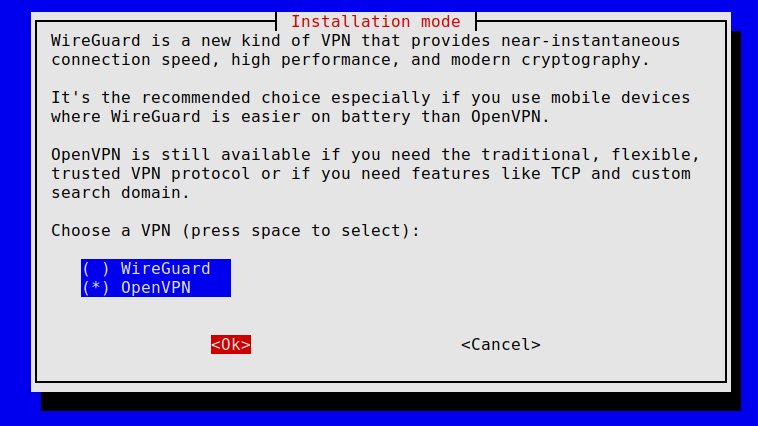 Installation mode
WireGuard is a new kind of VPN that provides near-instantaneous
connection speed, high performance, and modern cryptography.
It's the recommended choice especially if you use mobile devices
where WireGuard is easier on battery than OpenVPN.
OpenVPN is still available if you need the traditional, flexible,
trusted VPN protocol or if you need features like TCP and custom
search domain.
Choose a VPN (press space to select):
( ) WireGuard
(*) OpenVPN
<Ok> <Cancel>